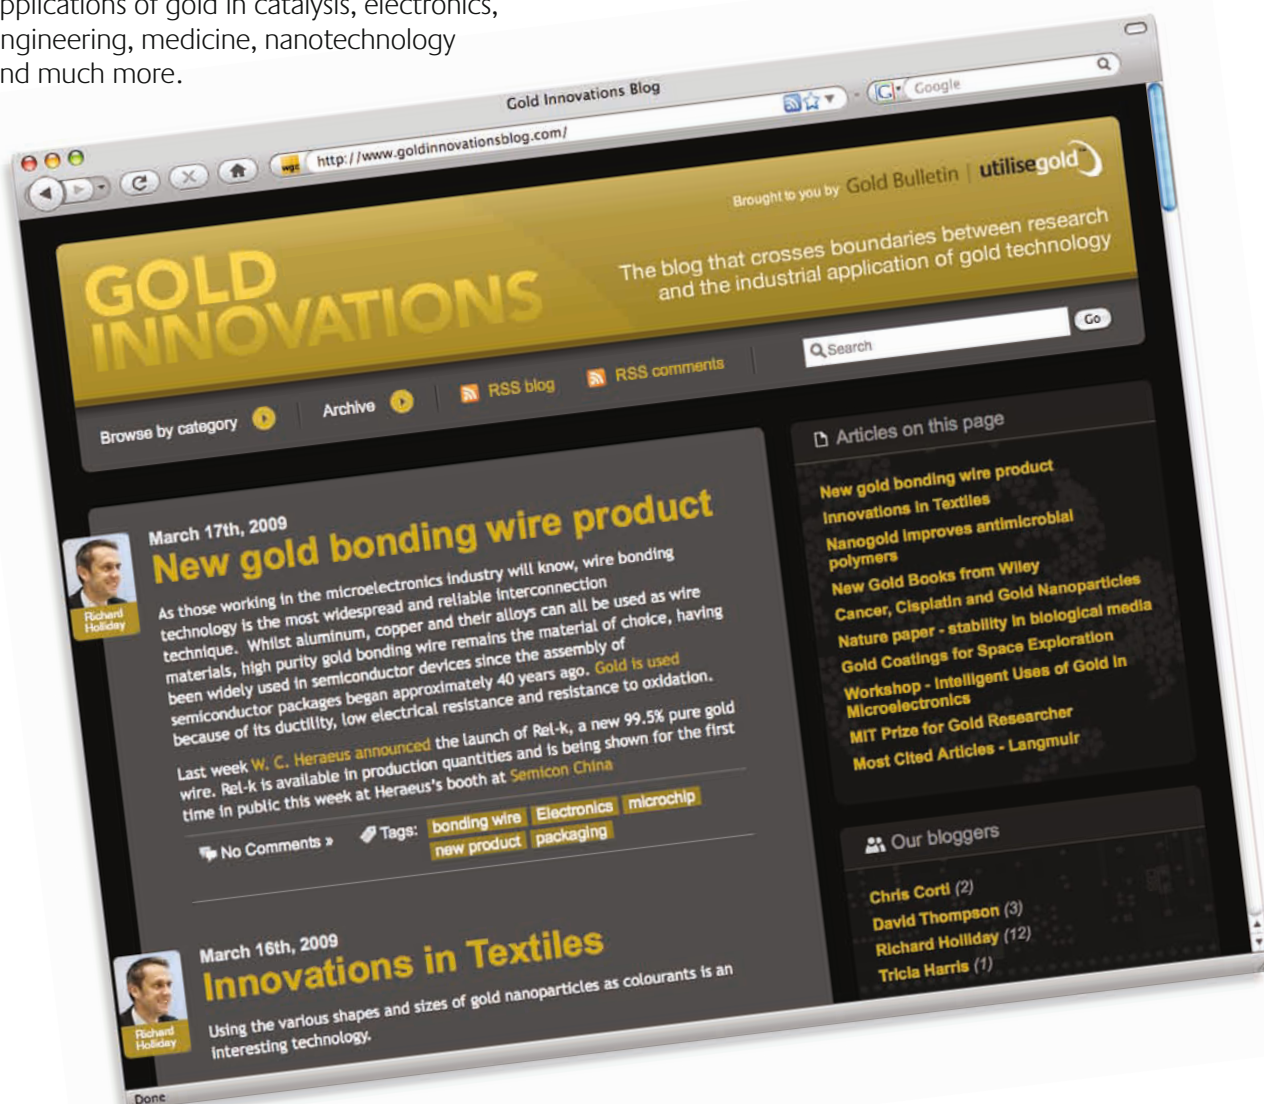 pplications of gold in catalysis, electronics,
ngineering, medicine, nanotechnology
nd much more.
Gold Innovations Blog
wgc
http://www.goldinnovationsblog.com/
G
Google
Brought to you by Gold Bulletin | utilisegold™
GOLD
INNOVATIONS
The blog that crosses boundaries between research
and the industrial application of gold technology
Browse by category
Archive
RSS blog
RSS comments
Search
Go
March 17th, 2009
New gold bonding wire product
Richard
Holliday
As those working in the microelectronics industry will know, wire bonding
technology is the most widespread and reliable interconnection
technique. Whilst aluminum, copper and their alloys can all be used as wire
materials, high purity gold bonding wire remains the material of choice, having
been widely used in semiconductor devices since the assembly of
semiconductor packages began approximately 40 years ago. Gold is used
because of its ductility, low electrical resistance and resistance to oxidation.
Last week W. C. Heraeus announced the launch of Rel-k, a new 99.5% pure gold
wire. Rel-k is available in production quantities and is being shown for the first
time in public this week at Heraeus's booth at Semicon China
No Comments »
Tags: bonding wire Electronics microchip
new product packaging
March 16th, 2009
Innovations in Textiles
Richard
Holliday
Using the various shapes and sizes of gold nanoparticles as colourants is an
interesting technology.
Articles on this page
New gold bonding wire product
Innovations in Textiles
Nanogold improves antimicrobial
polymers
New Gold Books from Wiley
Cancer, Cisplatin and Gold Nanoparticles
Nature paper - stability in biological media
Gold Coatings for Space Exploration
Workshop - Intelligent Uses of Gold in
Microelectronics
MIT Prize for Gold Researcher
Most Cited Articles - Langmuir
Our bloggers
Chris Corti (2)
David Thompson (3)
Richard Holliday (12)
Tricia Harris (1)
Done